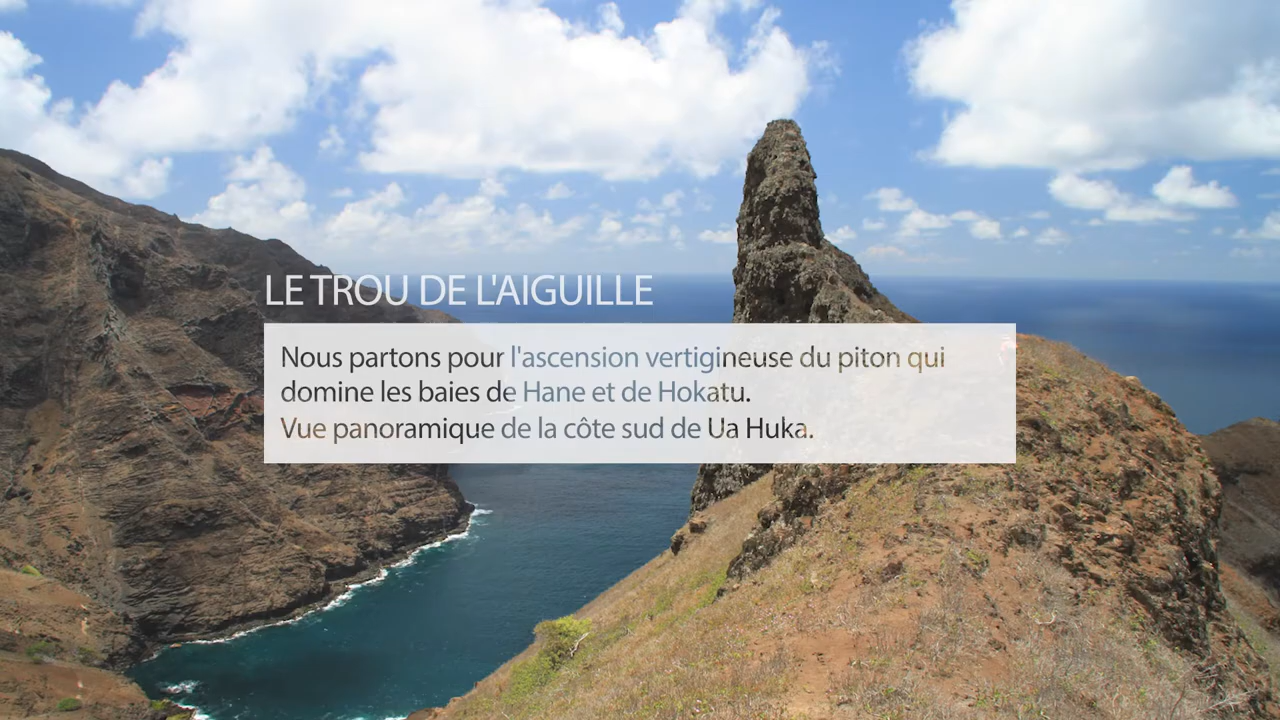 LE TROU DE L'AIGUILLE
Nous partons pour l'ascension vertigineuse du piton qui
domine les baies de Hane et de Hokatu.
Vue panoramique de la côte sud de Ua Huka.